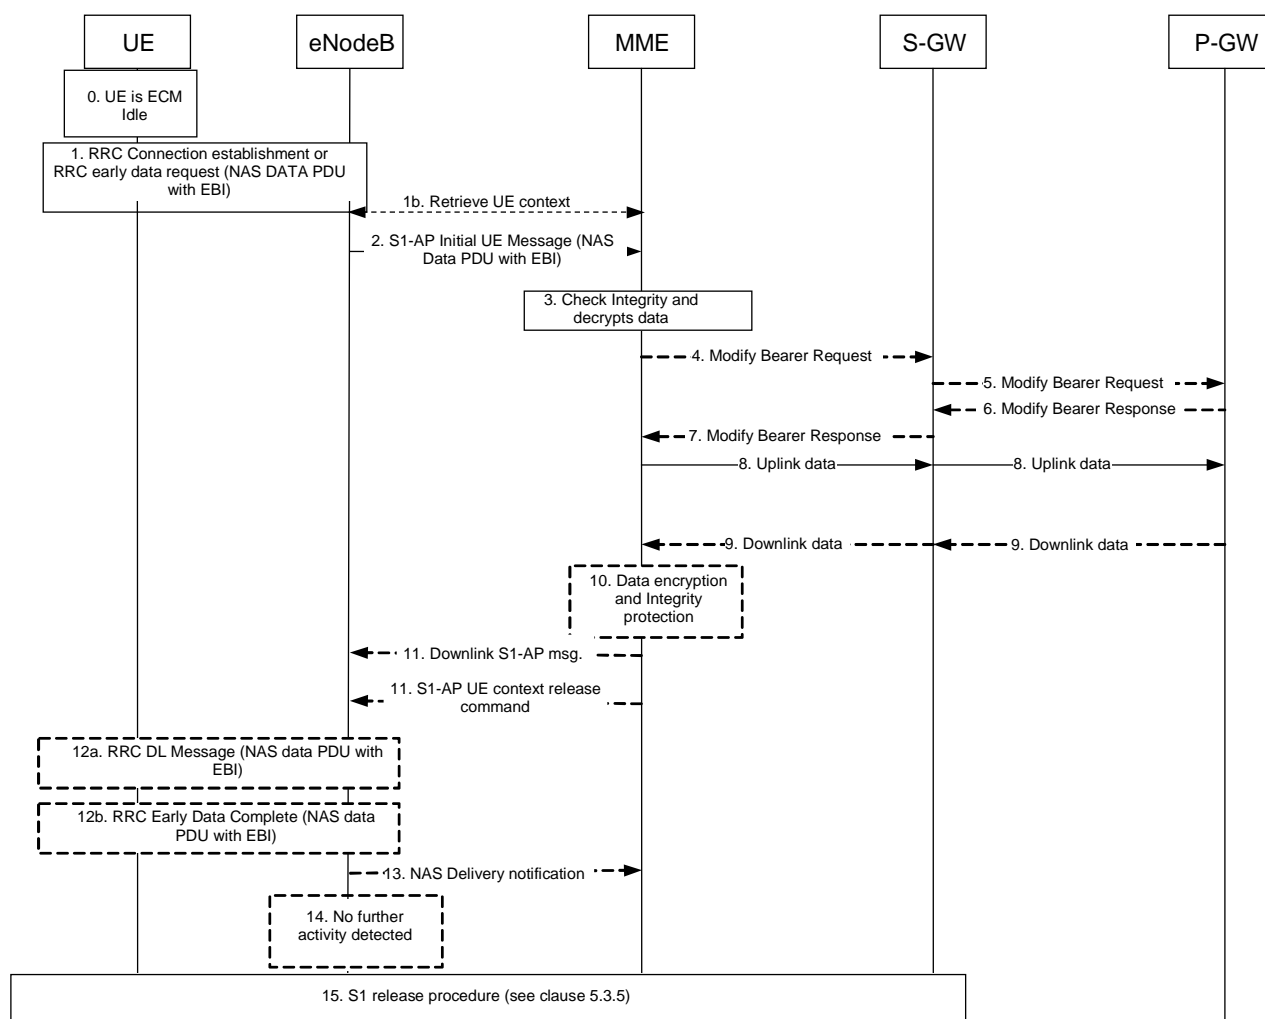 UE
eNodeB
MME
S-GW
P-GW
0. UE is ECM
Idle
1. RRC Connection establishment or
RRC early data request (NAS DATA PDU
with EBI)
1b. Retrieve UE context
2. S1-AP Initial UE Message (NAS
Data PDU with EBI)
3. Check Integrity and
decrypts data
4. Modify Bearer Request
5. Modify Bearer Request
6. Modify Bearer Response
7. Modify Bearer Response
8. Uplink data
8. Uplink data
9. Downlink data
9. Downlink data
10. Data encryption
and Integrity
protection
11. Downlink S1-AP msg.
11. S1-AP UE context release
command
12a. RRC DL Message (NAS data PDU with
EBI)
12b. RRC Early Data Complete (NAS data
PDU with EBI)
13. NAS Delivery notification
14. No further
activity detected
15. S1 release procedure (see clause 5.3.5)